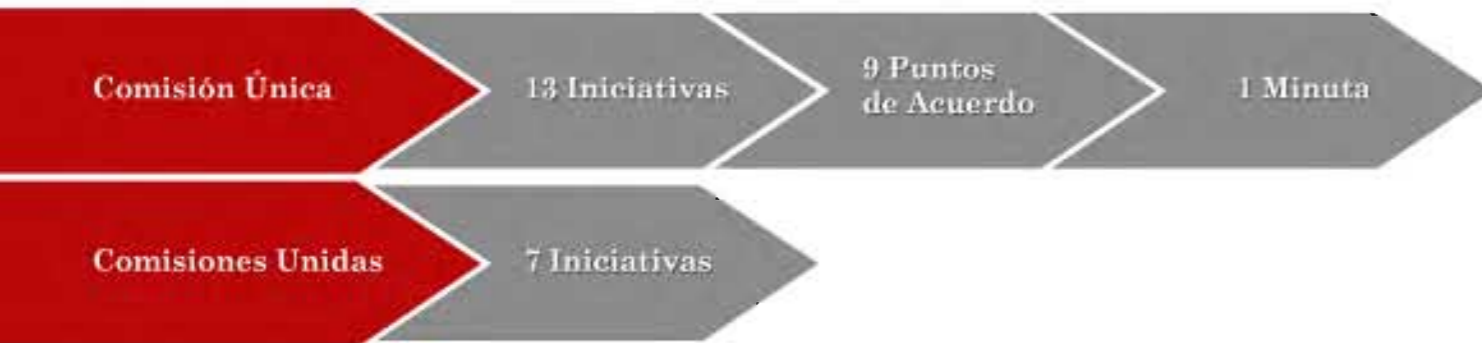 Comisión Única
13 Iniciativas
9 Puntos
de Acuerdo
1 Minuta
Comisiones Unidas
7 Iniciativas